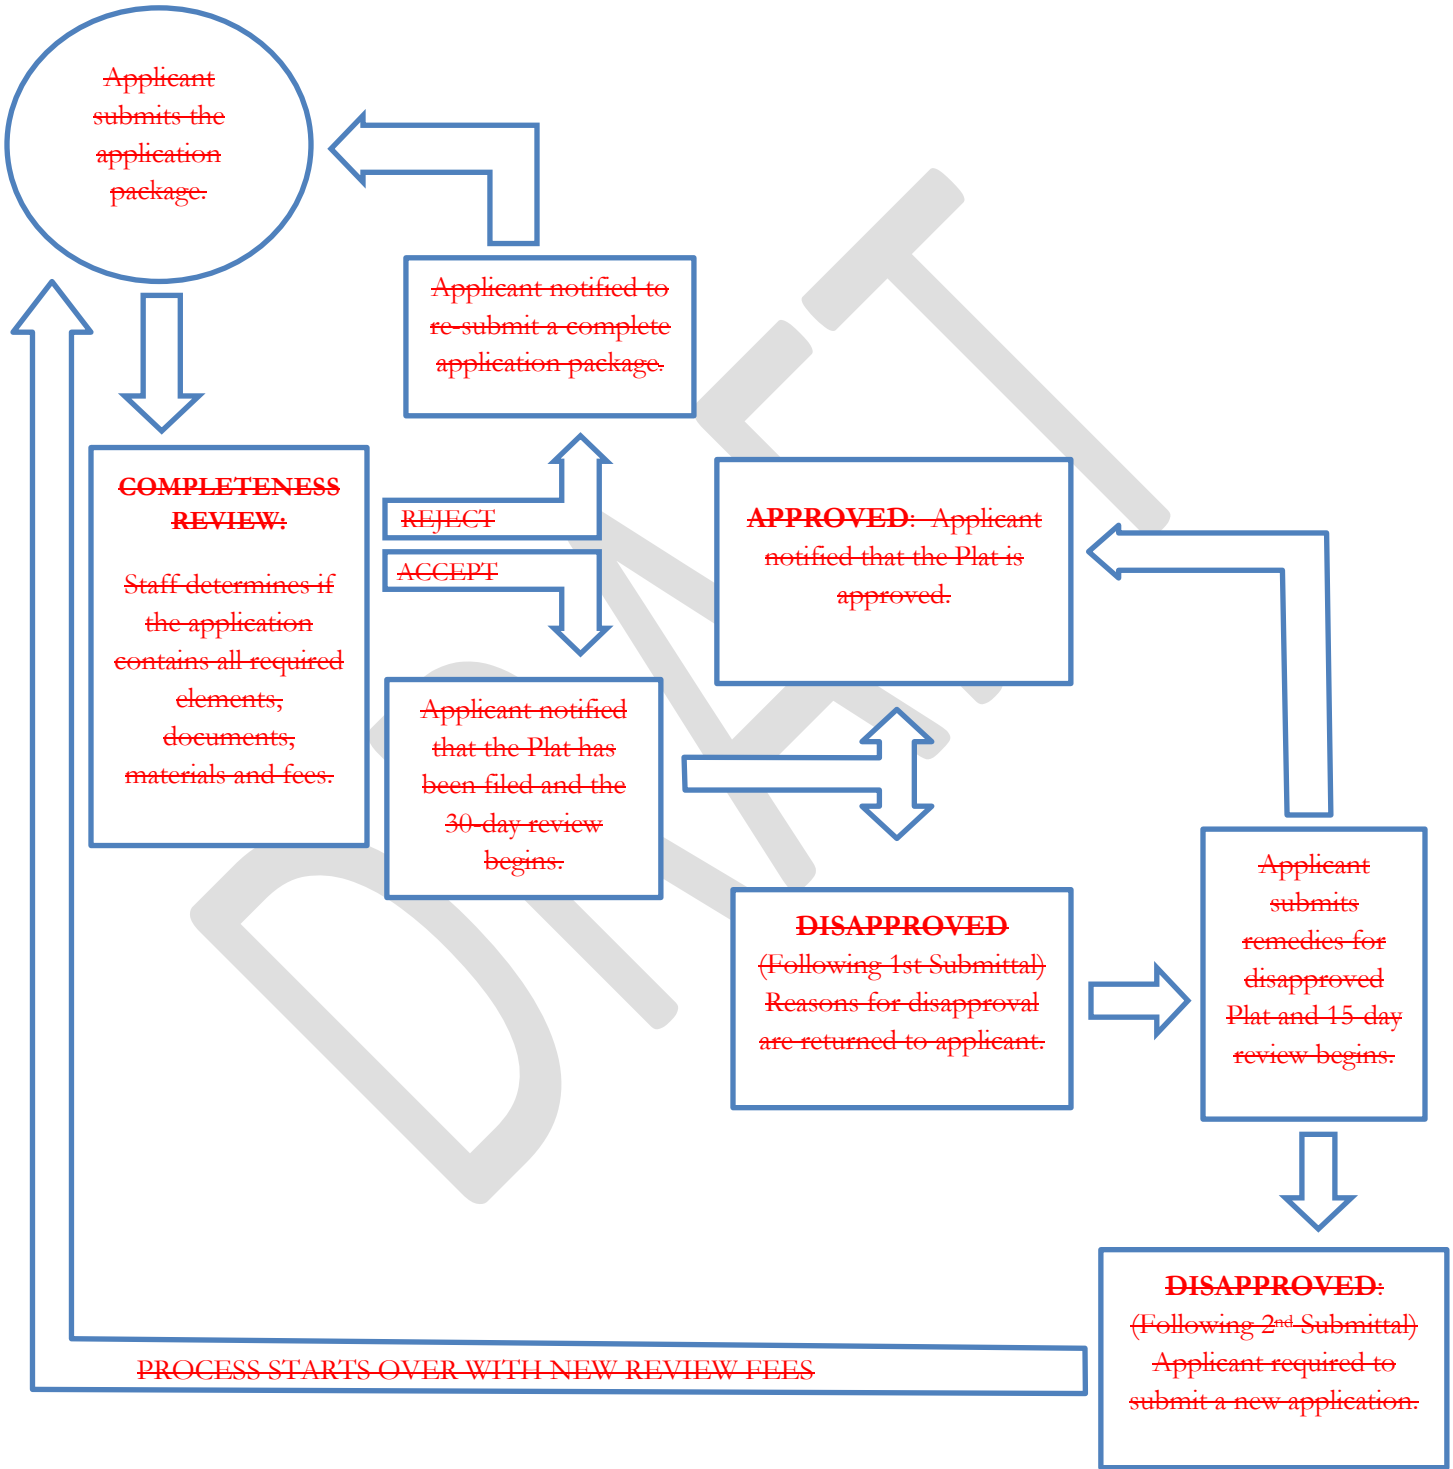 Applicant
submits the
application
package.
Applicant notified to
re-submit a complete
application package.
COMPLETENESS
REVIEW:
Staff determines if
the application
contains all required
elements,
documents,
materials and fees.
REJECT
ACCEPT
APPROVED: Applicant
notified that the Plat is
approved.
Applicant notified
that the Plat has
been filed and the
30-day review
begins.
DISAPPROVED
(Following 1st Submittal)
Reasons for disapproval
are returned to applicant.
Applicant
submits
remedies for
disapproved
Plat and 15-day
review begins.
DISAPPROVED:
(Following 2nd Submittal)
Applicant required to
submit a new application.
PROCESS STARTS OVER WITH NEW REVIEW FEES
DRAFT